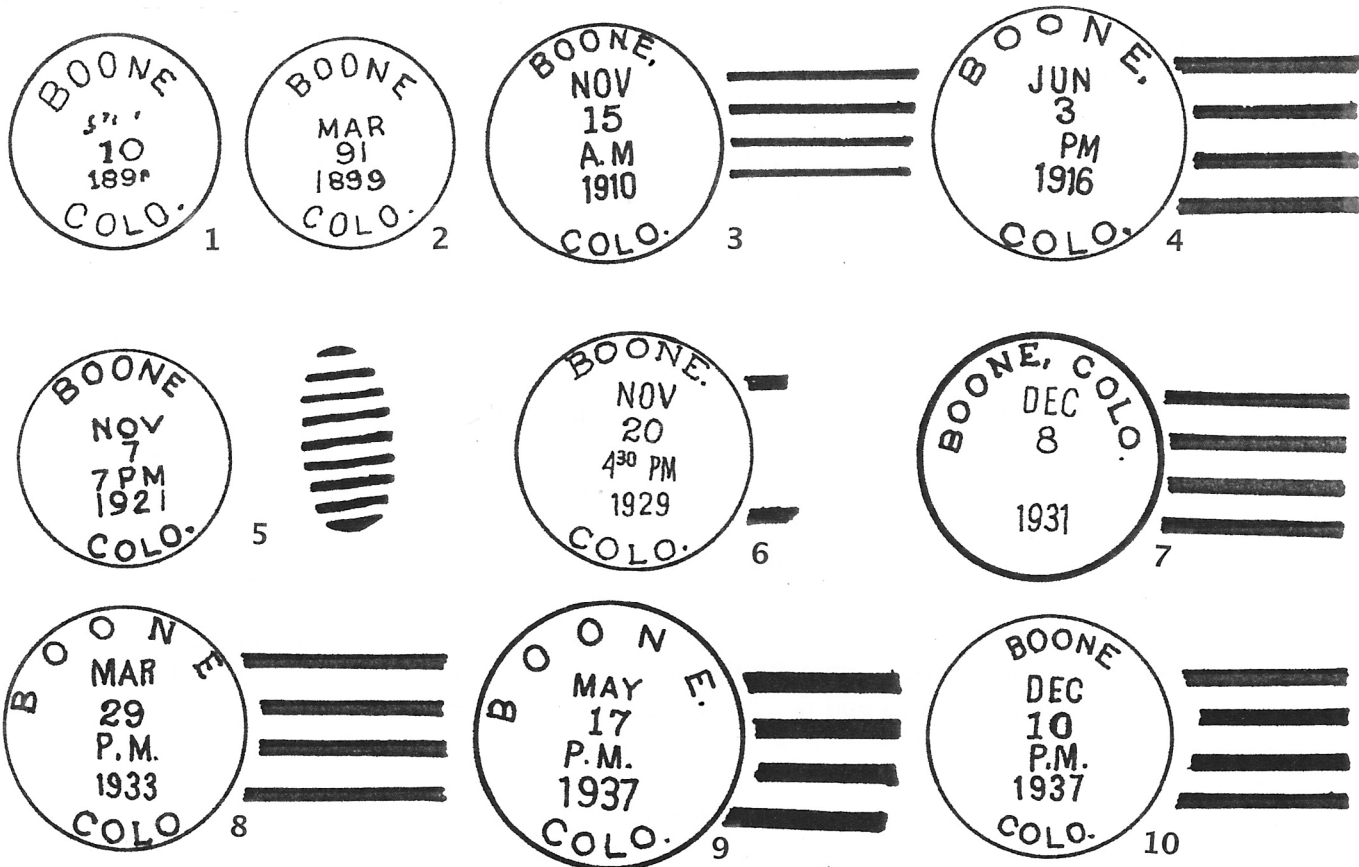 BOONE
10
COLO.
1
BOONE
MAR
91
1899
COLO.
2
BOONE,
NOV
15
A.M
1910
COLO.
3
BOONE,
JUN
3
PM
1916
COLO.
4
BOONE
NOV
7
7 PM
1921
COLO.
5
BOONE.
NOV
20
4³⁰ PM
1929
COLO.
6
BOONE, COLO.
DEC
8
1931
7
BOONE
MAR
29
P.M.
1933
COLO
8
BOONE.
MAY
17
P.M.
1937
COLO.
9
BOONE
DEC
10
P.M.
1937
COLO.
10